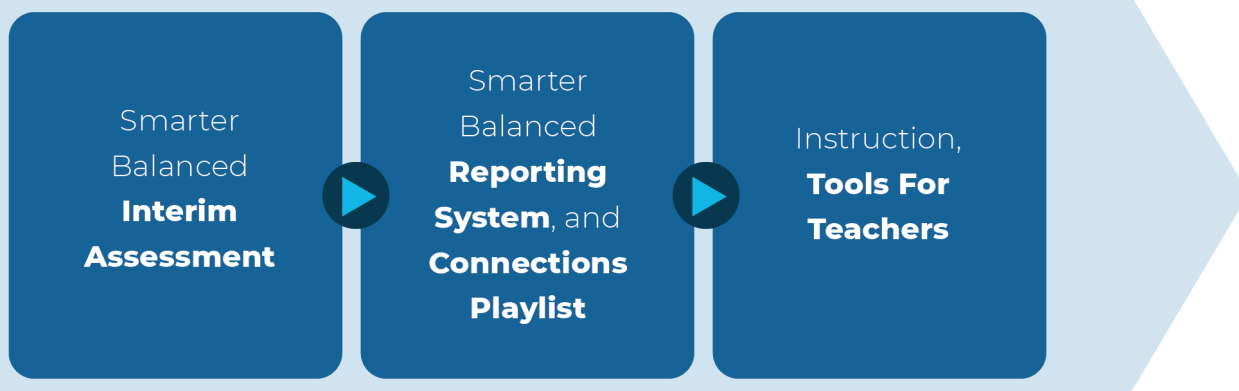 Smarter
Balanced
Interim
Assessment
Smarter
Balanced
Reporting
System, and
Connections
Playlist
Instruction,
Tools For
Teachers